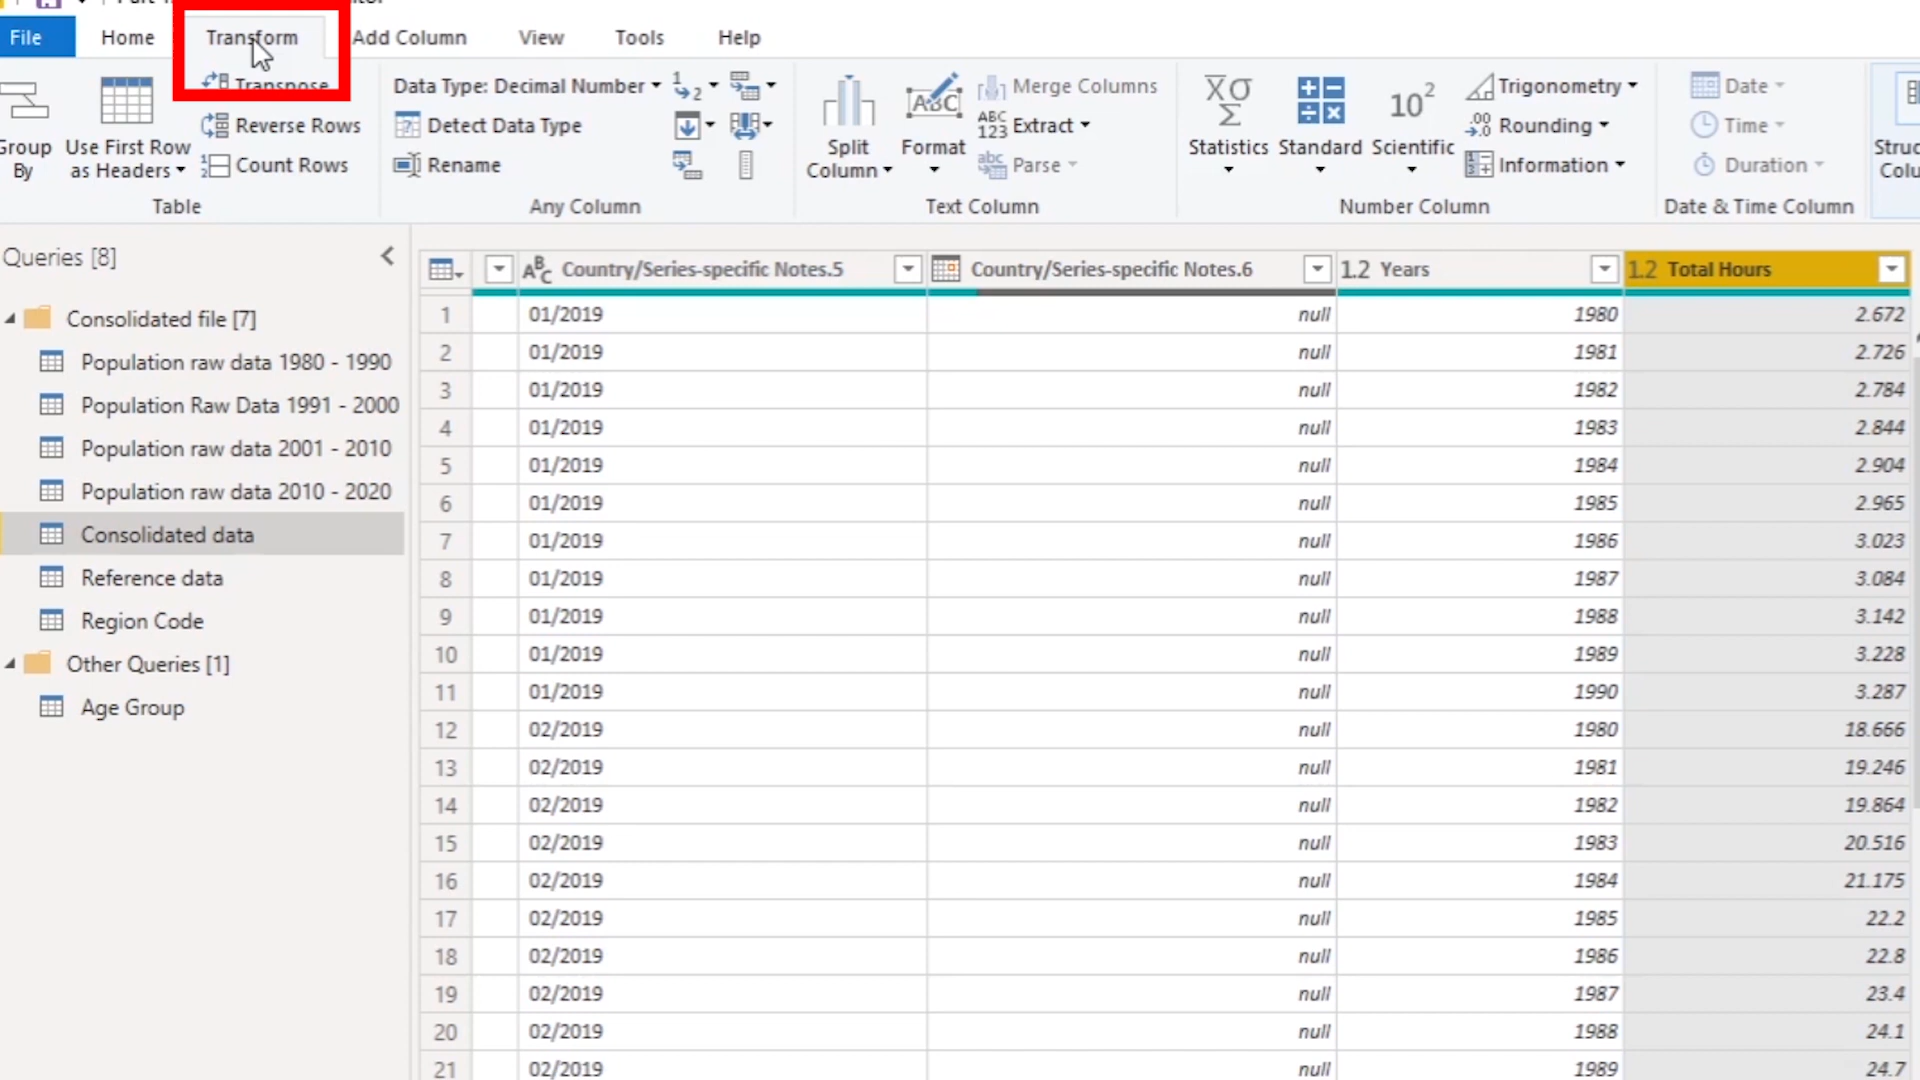 File Home Transform Add Column View Tools Help
Transpose Data Type: Decimal Number Merge Columns Trigonometry Date
Reverse Rows Detect Data Type Extract Rounding Time
Group By Use First Row as Headers Count Rows Rename Split Column Format Parse Statistics Standard Scientific Information Duration
Table Any Column Text Column Number Column Date & Time Column
Queries [8]
Consolidated file [7]
Population raw data 1980 - 1990
Population Raw Data 1991 - 2000
Population raw data 2001 - 2010
Population raw data 2010 - 2020
Consolidated data
Reference data
Region Code
Other Queries [1]
Age Group
Country/Series-specific Notes.5 Country/Series-specific Notes.6 1.2 Years 1.2 Total Hours
1 01/2019 null 1980 2.672
2 01/2019 null 1981 2.726
3 01/2019 null 1982 2.784
4 01/2019 null 1983 2.844
5 01/2019 null 1984 2.904
6 01/2019 null 1985 2.965
7 01/2019 null 1986 3.023
8 01/2019 null 1987 3.084
9 01/2019 null 1988 3.142
10 01/2019 null 1989 3.228
11 01/2019 null 1990 3.287
12 02/2019 null 1980 18.666
13 02/2019 null 1981 19.246
14 02/2019 null 1982 19.864
15 02/2019 null 1983 20.516
16 02/2019 null 1984 21.175
17 02/2019 null 1985 22.2
18 02/2019 null 1986 22.8
19 02/2019 null 1987 23.4
20 02/2019 null 1988 24.1
21 02/2019 null 1989 24.7